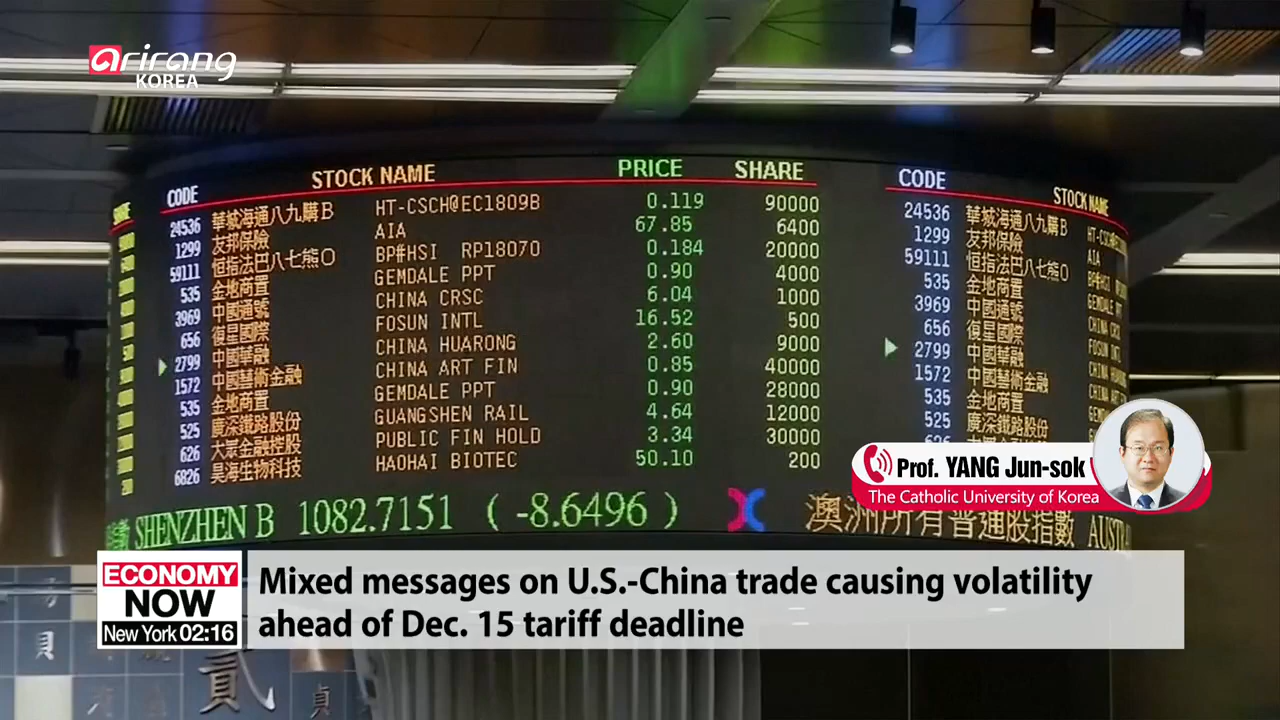 arirang
KOREA
SHARE CODE STOCK NAME PRICE SHARE CODE STOCK NAME
24536 華城海通八九購B HT-CSCH@EC1809B 0.119 90000 24536 華城海通八九購B
1299 友邦保險 AIA 67.85 6400 1299 友邦保險 AIA
59111 恒指法巴八七熊O BP#HSI RP18070 0.184 20000 59111 恒指法巴八七熊O
535 金地商置 GEMDALE PPT 0.90 4000 535 金地商置
3969 中國通號 CHINA CRSC 6.04 1000 3969 中國通號
656 復星國際 FOSUN INTL 16.52 500 656 復星國際
2799 中國華融 CHINA HUARONG 2.60 9000 2799 中國華融
1572 中國藝術金融 CHINA ART FIN 0.85 40000 1572 中國藝術金融
535 金地商置 GEMDALE PPT 0.90 28000 535 金地商置
525 廣深鐵路股份 GUANGSHEN RAIL 4.64 12000 525 廣深鐵路股份
626 大眾金融控股 PUBLIC FIN HOLD 3.34 30000
6826 昊海生物科技 HAOHAI BIOTEC 50.10 200
Prof. YANG Jun-sok
The Catholic University of Korea
SHENZHEN B 1082.7151 ( -8.6496 ) 澳洲所有普通股指數
ECONOMY
NOW
New York 02:16
Mixed messages on U.S.-China trade causing volatility
ahead of Dec. 15 tariff deadline
貳
貞